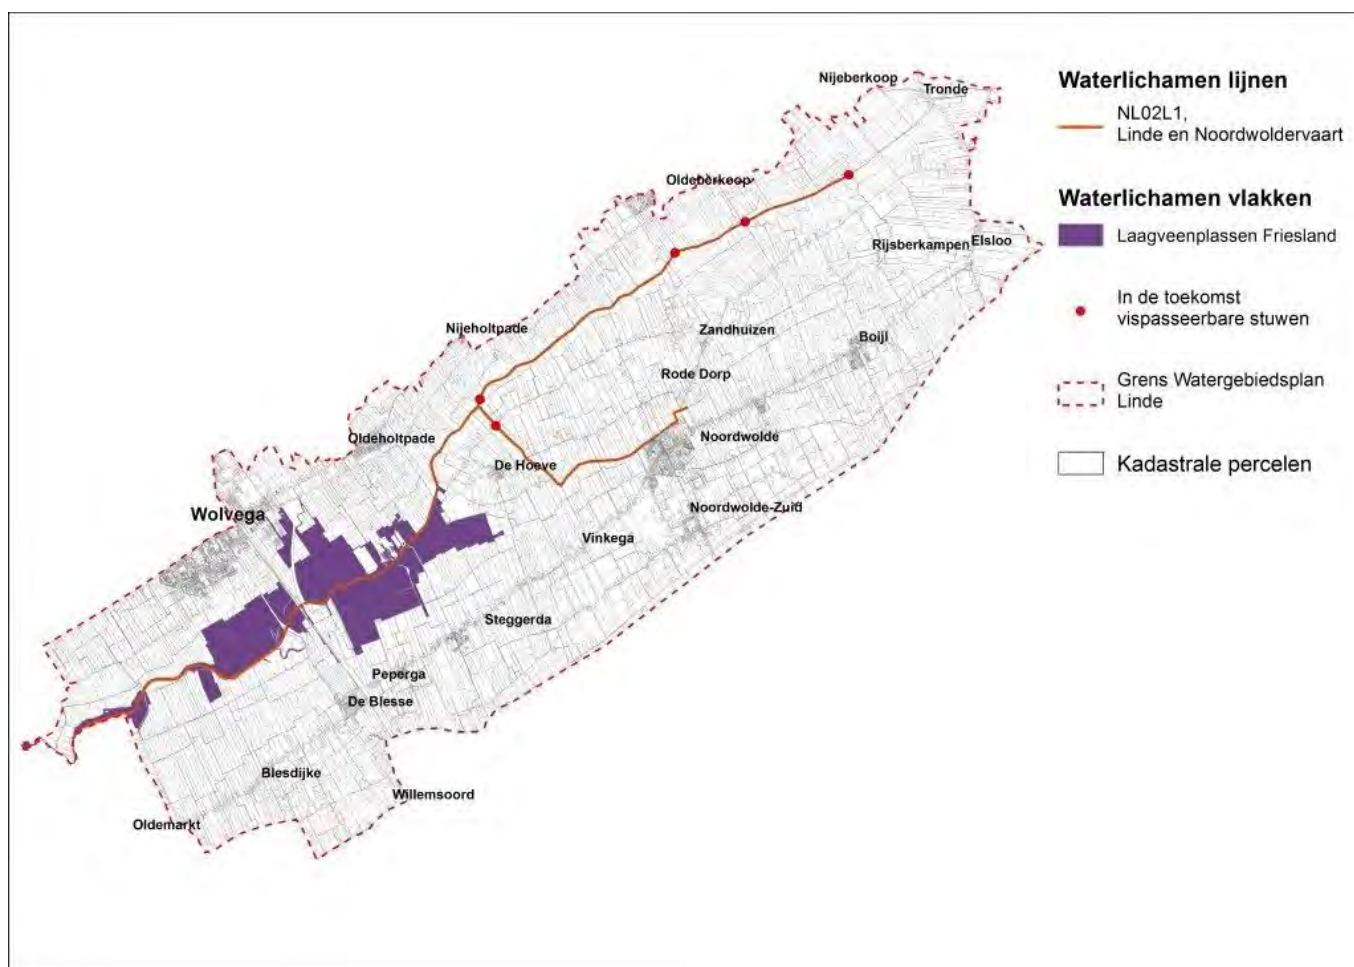 Nijeberkoop
Tronde
Oldeberkoop
Rijsberkampen
Elsloo
Nijeholtpade
Zandhuizen
Boijl
Rode Dorp
Oldeholtpade
Noordwolde
De Hoeve
Wolvega
Noordwolde-Zuid
Vinkega
Steggerda
Peperga
De Blesse
Blesdijke
Willemsoord
Oldemarkt
Waterlichamen lijnen
NL02L1,
Linde en Noordwoldervaart
Waterlichamen vlakken
Laagveenplassen Friesland
In de toekomst
vispasseerbare stuwen
Grens Watergebiedsplan
Linde
Kadastrale percelen